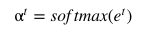 αᵗ = softmax(eᵗ)